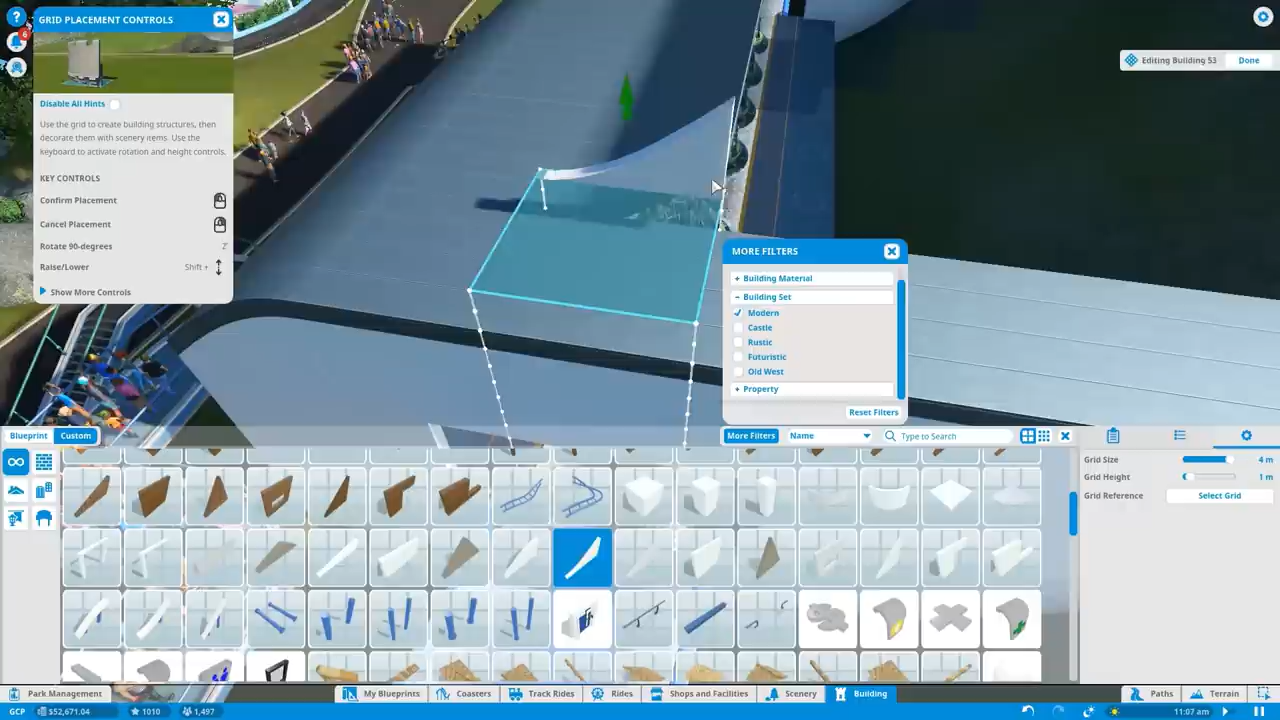 ?
6
GRID PLACEMENT CONTROLS
Disable All Hints
Use the grid to create building structures, then
decorate them with scenery items. Use the
keyboard to activate rotation and height controls.
KEY CONTROLS
Confirm Placement
Cancel Placement
Rotate 90-degrees Z
Raise/Lower Shift +
Show More Controls
Editing Building 53 Done
MORE FILTERS
+ Building Material
- Building Set
Modern
Castle
Rustic
Futuristic
Old West
+ Property
Reset Filters
Blueprint Custom More Filters Name Type to Search
Grid Size 4 m
Grid Height 1 m
Grid Reference Select Grid
Park Management My Blueprints Coasters Track Rides Rides Shops and Facilities Scenery Building Paths Terrain
GCP $52,671.04 1010 1,497 11:07 am